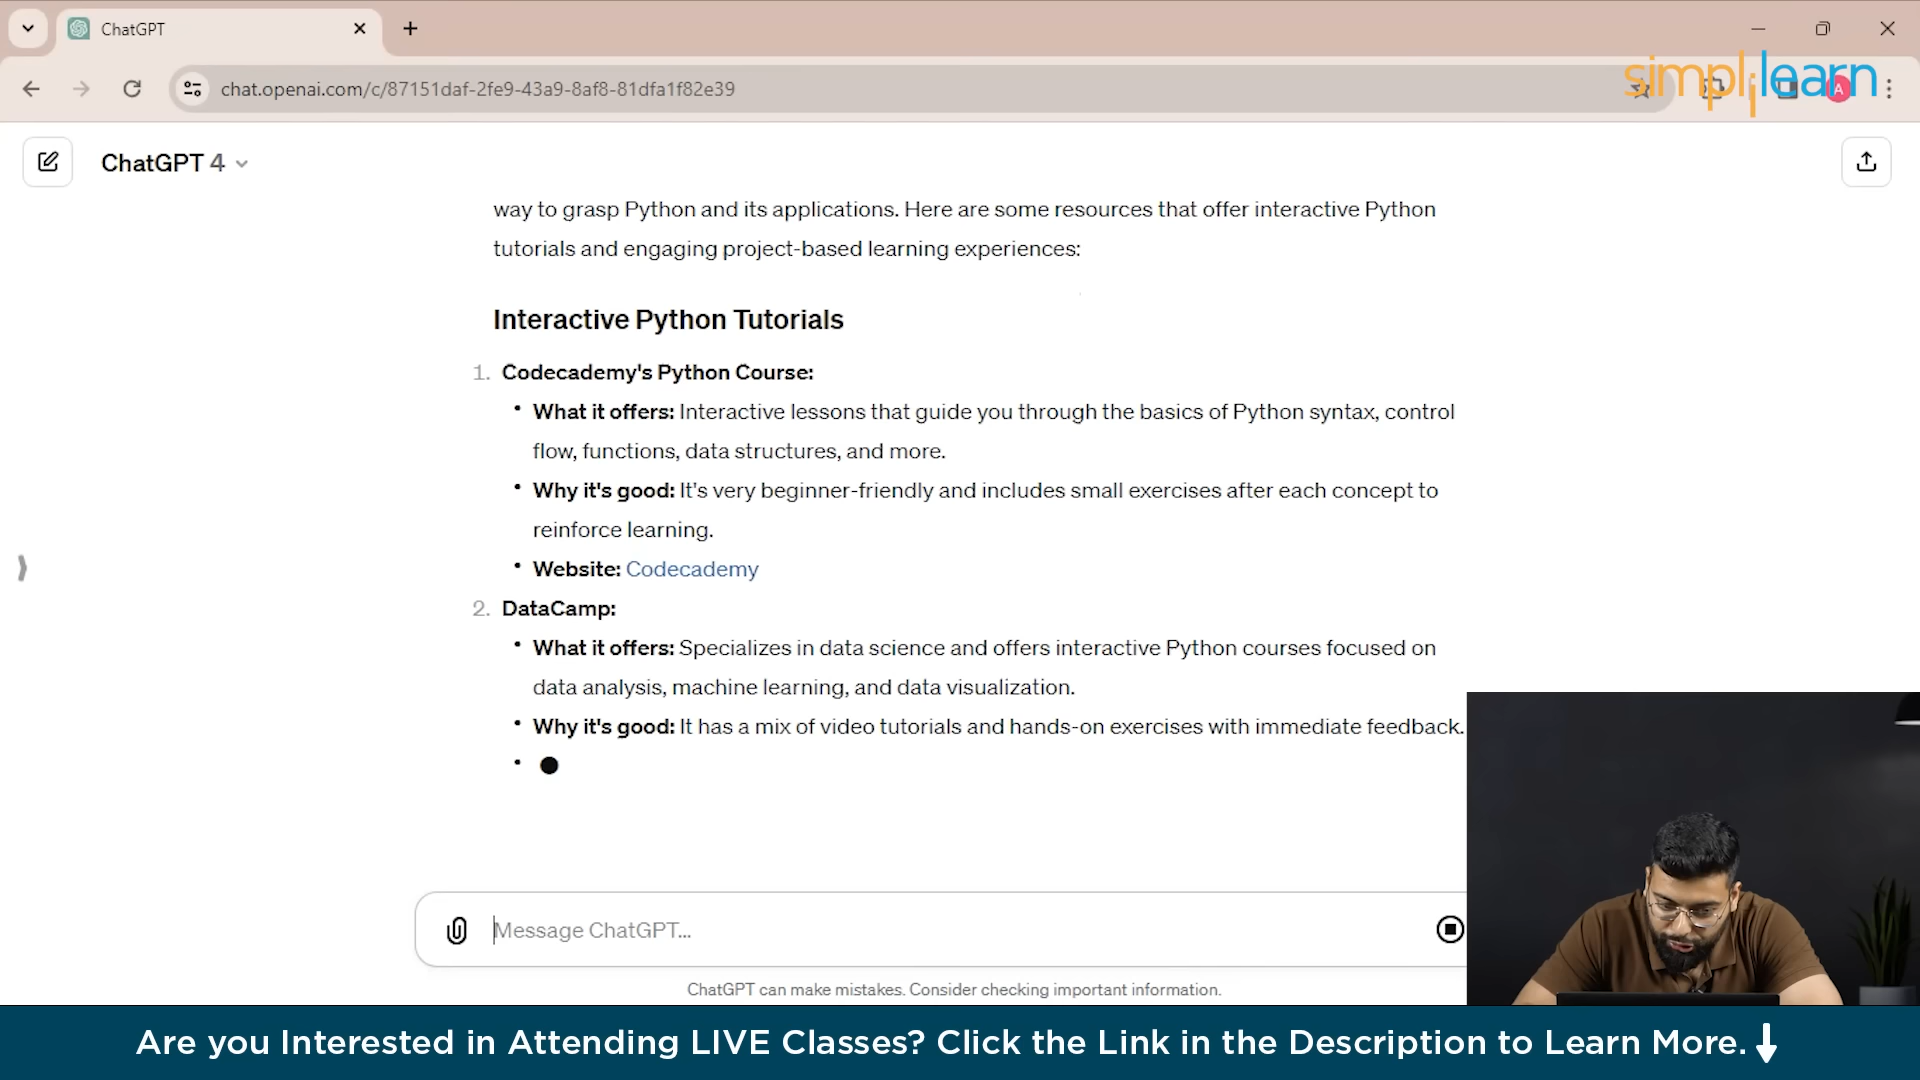 ChatGPT
chat.openai.com/c/87151daf-2fe9-43a9-8af8-81dfa1f82e39
simplilearn
A
ChatGPT 4
way to grasp Python and its applications. Here are some resources that offer interactive Python
tutorials and engaging project-based learning experiences:
Interactive Python Tutorials
1. Codecademy's Python Course:
• What it offers: Interactive lessons that guide you through the basics of Python syntax, control
flow, functions, data structures, and more.
• Why it's good: It's very beginner-friendly and includes small exercises after each concept to
reinforce learning.
• Website: Codecademy
2. DataCamp:
• What it offers: Specializes in data science and offers interactive Python courses focused on
data analysis, machine learning, and data visualization.
• Why it's good: It has a mix of video tutorials and hands-on exercises with immediate feedback.
Message ChatGPT...
ChatGPT can make mistakes. Consider checking important information.
Are you Interested in Attending LIVE Classes? Click the Link in the Description to Learn More.